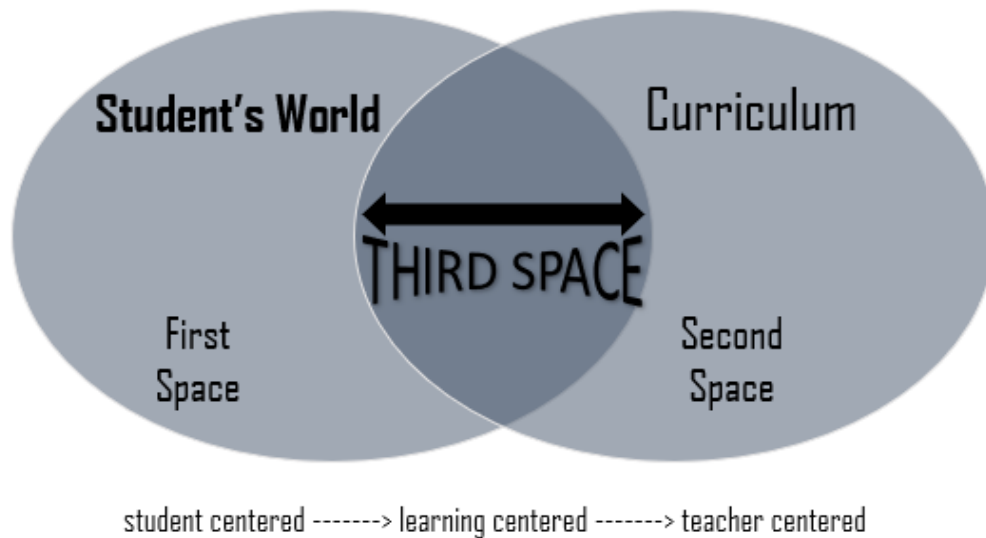 Student's World
Curriculum
THIRD SPACE
First
Space
Second
Space
student centered -------> learning centered -------> teacher centered